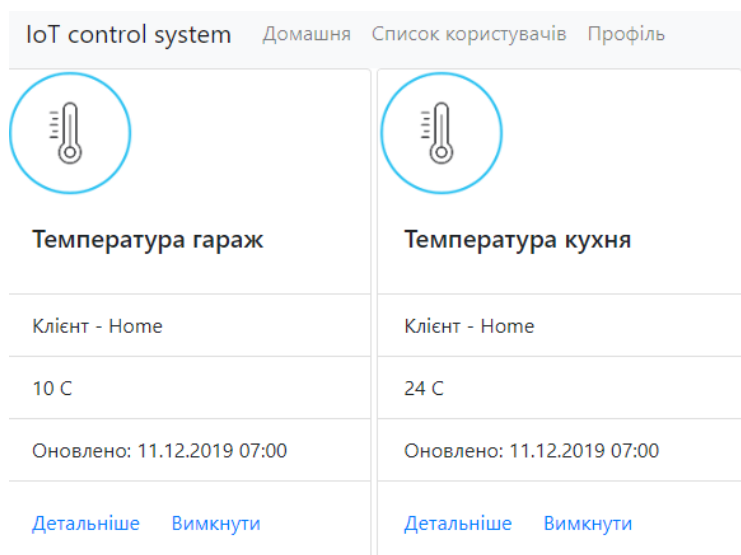 IoT control system Домашня Список користувачів Профіль
Температура гараж
Клієнт - Home
10 C
Оновлено: 11.12.2019 07:00
Детальніше Вимкнути
Температура кухня
Клієнт - Home
24 C
Оновлено: 11.12.2019 07:00
Детальніше Вимкнути